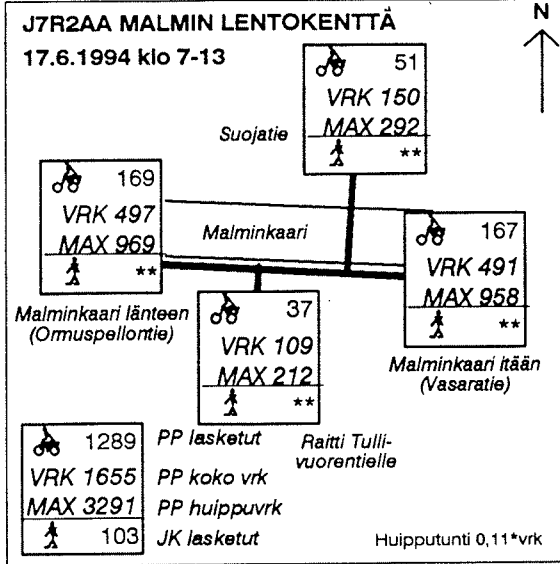 J7R2AA MALMIN LENTOKENTTÄ
17.6.1994 klo 7-13
N
51
VRK 150
MAX 292
**
Suojatie
169
VRK 497
MAX 969
**
Malminkaari
167
VRK 491
MAX 958
**
Malminkaari länteen
(Ormuspellontie)
37
VRK 109
MAX 212
**
Malminkaari itään
(Vasaratie)
Raitti Tulli-
vuorentielle
1289 PP lasketut
VRK 1655 PP koko vrk
MAX 3291 PP huippuvrk
103 JK lasketut
Huipputunti 0,11*vrk